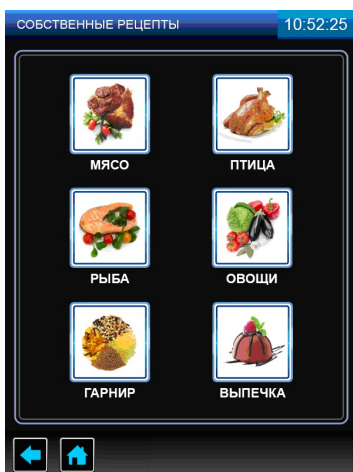 СОБСТВЕННЫЕ РЕЦЕПТЫ 10:52:25
МЯСО ПТИЦА
РЫБА ОВОЩИ
ГАРНИР ВЫПЕЧКА